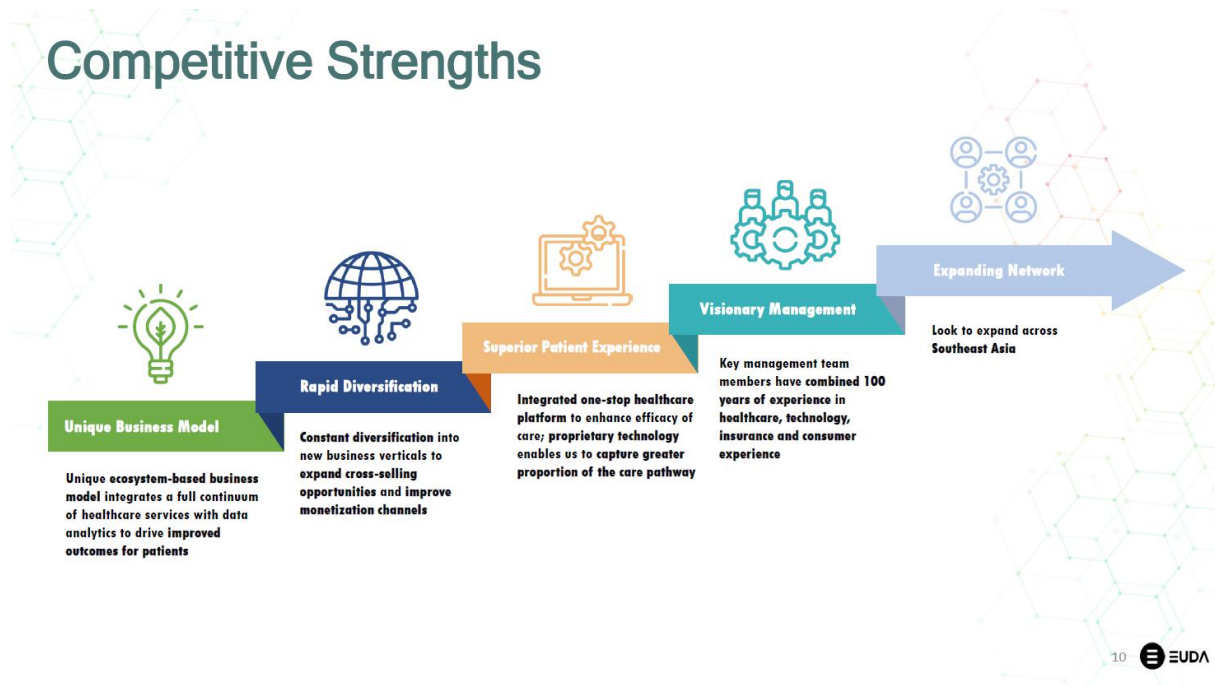 Competitive Strengths
Unique Business Model
Unique ecosystem-based business
model integrates a full continuum
of healthcare services with data
analytics to drive improved
outcomes for patients
Rapid Diversification
Constant diversification into
new business verticals to
expand cross-selling
opportunities and improve
monetization channels
Superior Patient Experience
Integrated one-stop healthcare
platform to enhance efficacy of
care; proprietary technology
enables us to capture greater
proportion of the care pathway
Visionary Management
Key management team
members have combined 100
years of experience in
healthcare, technology,
insurance and consumer
experience
Expanding Network
Look to expand across
Southeast Asia
10
EUDA